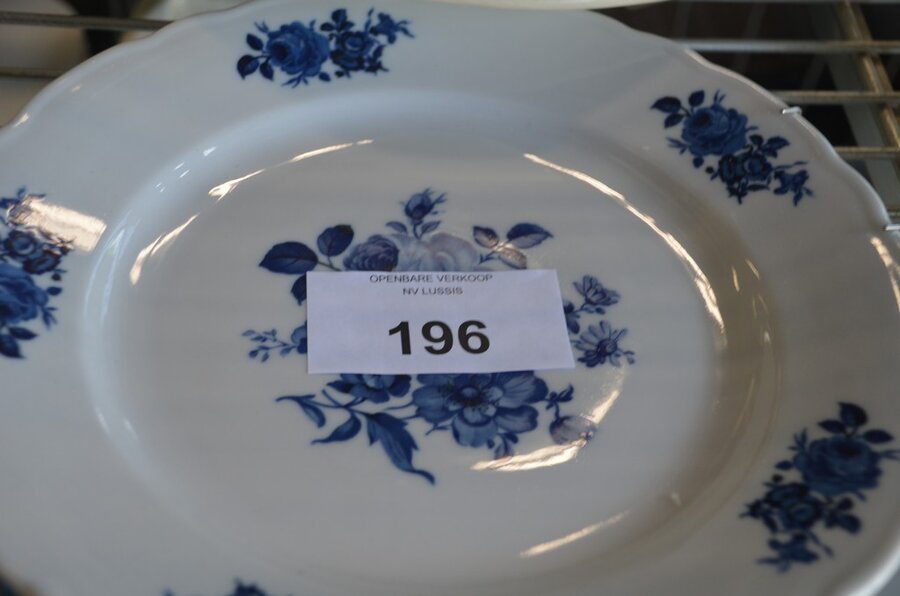 OPENBARE VERKOOP
NV LUSSIS
196